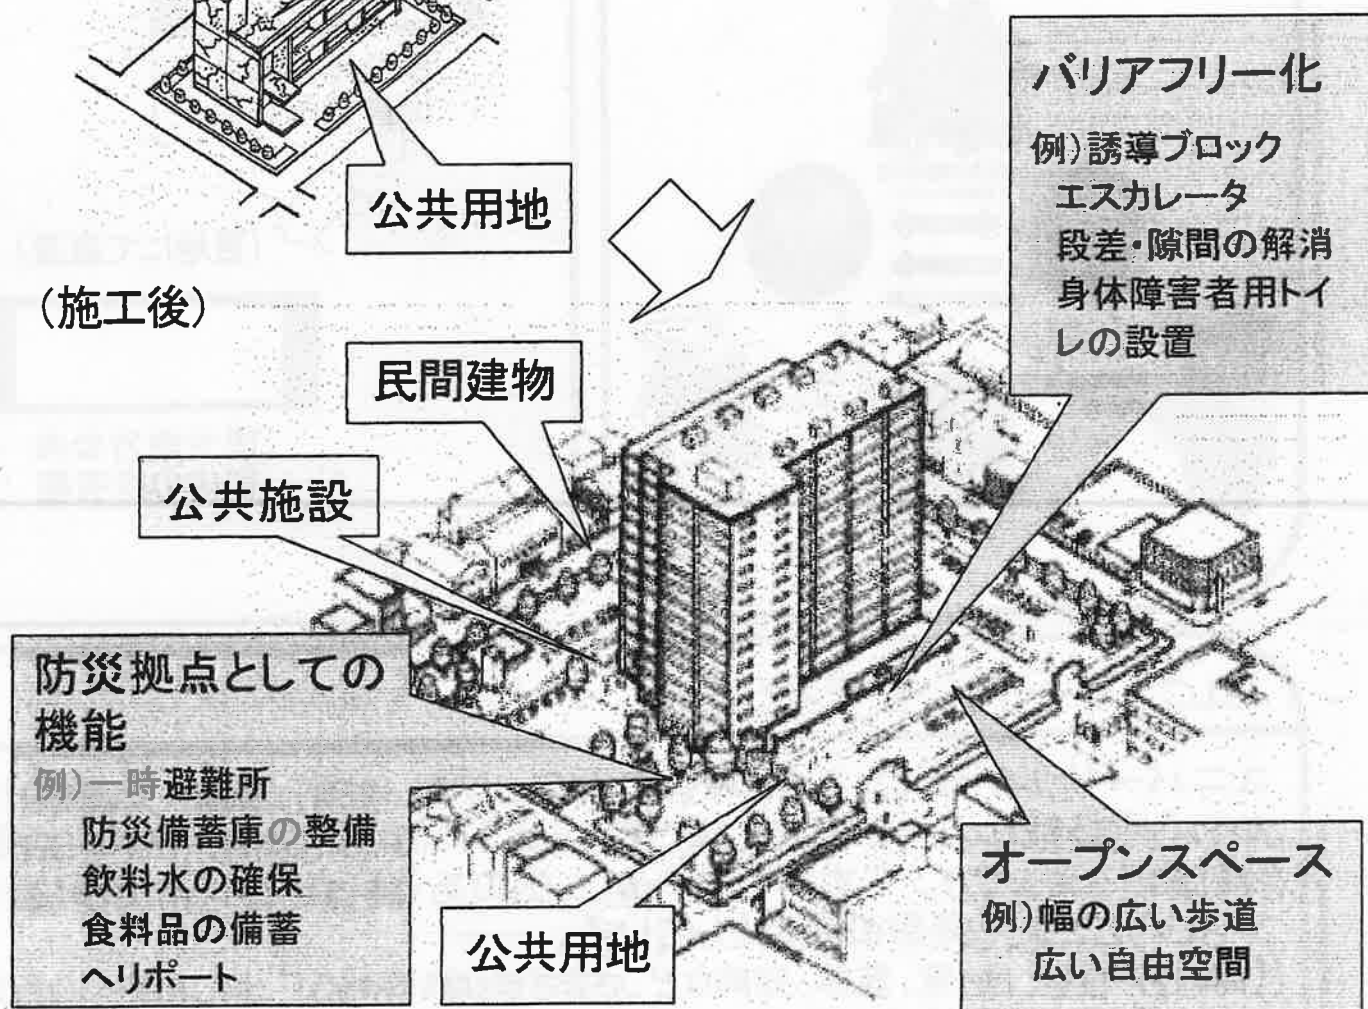 公共用地
バリアフリー化
例)誘導ブロック
エスカレータ
段差・隙間の解消
身体障害者用トイ
レの設置
(施工後)
民間建物
公共施設
防災拠点としての
機能
例)一時避難所
防災備蓄庫の整備
飲料水の確保
食料品の備蓄
ヘリポート
公共用地
オープンスペース
例)幅の広い歩道
広い自由空間